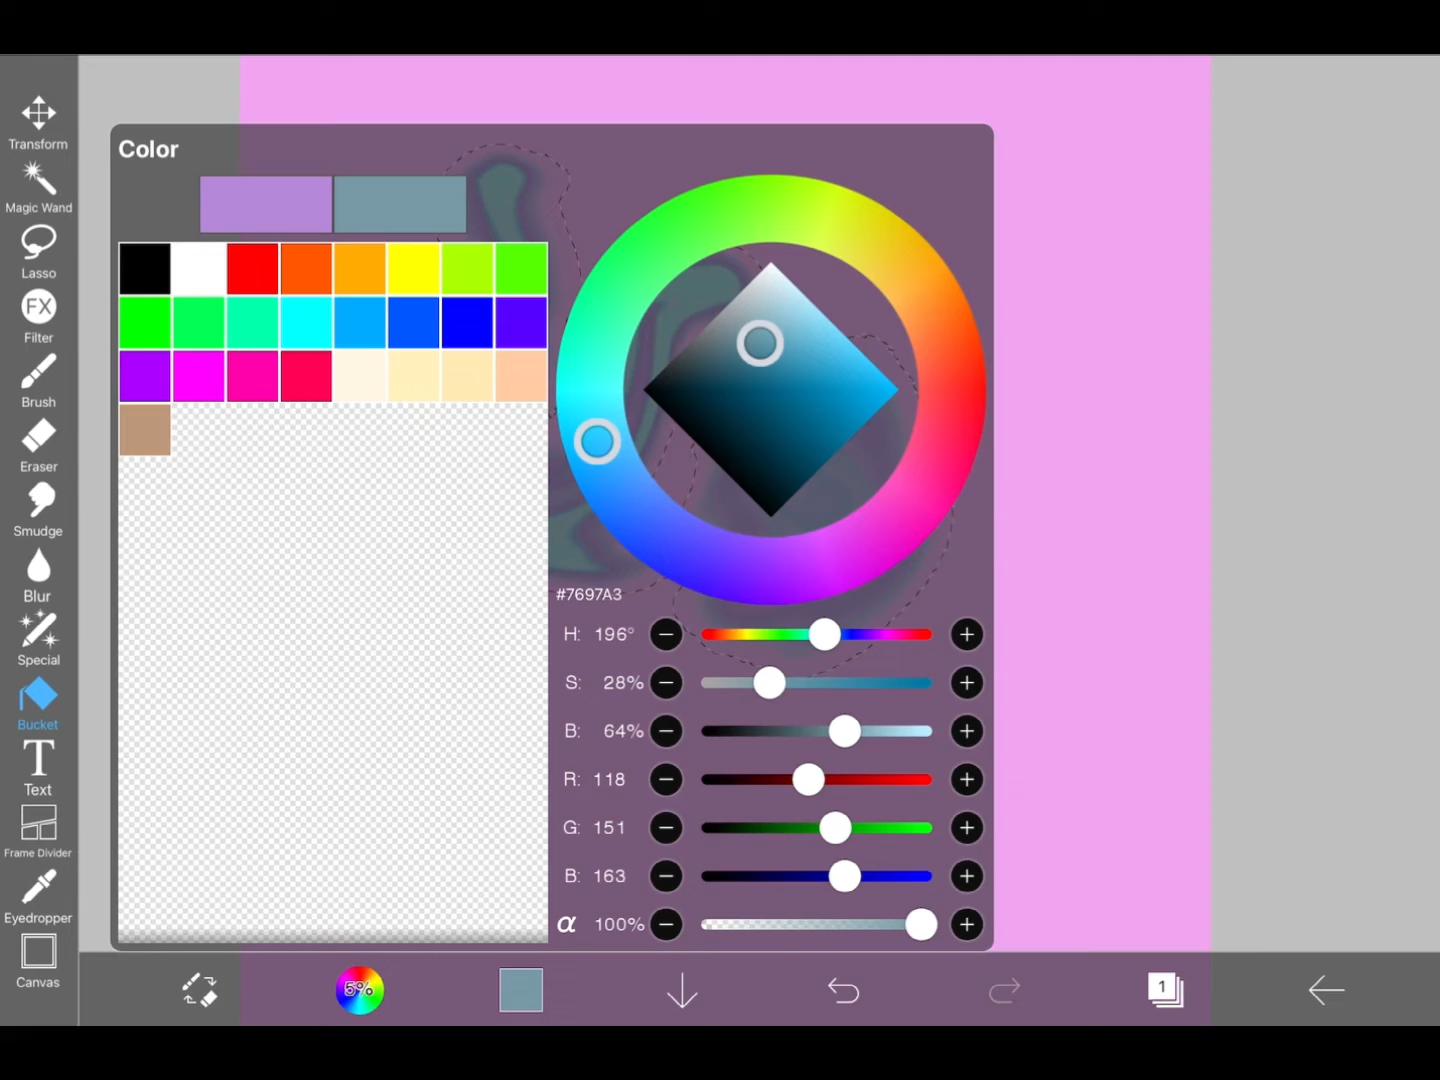 Color
Transform
Magic Wand
Lasso
FX
Filter
Brush
Eraser
Smudge
Blur
Special
Bucket
T
Text
Frame Divider
Eyedropper
Canvas
#7697A3
H: 196°
S: 28%
B: 64%
R: 118
G: 151
B: 163
α 100%
5%
1